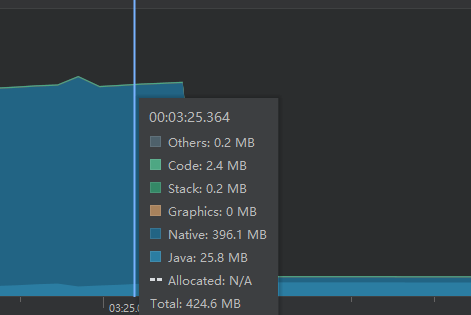 00:03:25.364
Others: 0.2 MB
Code: 2.4 MB
Stack: 0.2 MB
Graphics: 0 MB
Native: 396.1 MB
Java: 25.8 MB
Allocated: N/A
Total: 424.6 MB
03:25.0